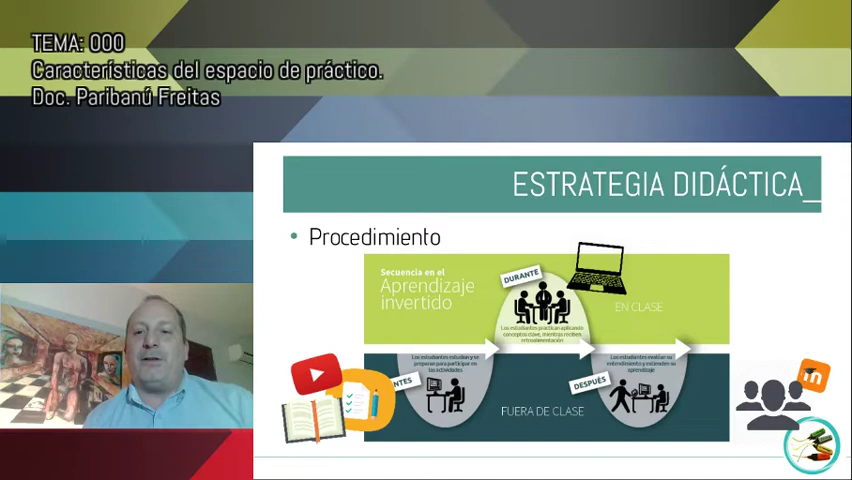 TEMA: 000
Características del espacio de práctico.
Doc. Paribanú Freitas
ESTRATEGIA DIDÁCTICA_
• Procedimiento
Secuencia en el
Aprendizaje
invertido
DURANTE
EN CLASE
Los estudiantes practican aplicando
conceptos clave, mientras reciben
retroalimentación
Los estudiantes estudian y se
preparan para participar en
las actividades
Los estudiantes evalúan su
entendimiento y extienden su
aprendizaje
NTES
DESPUÉS
FUERA DE CLASE
m